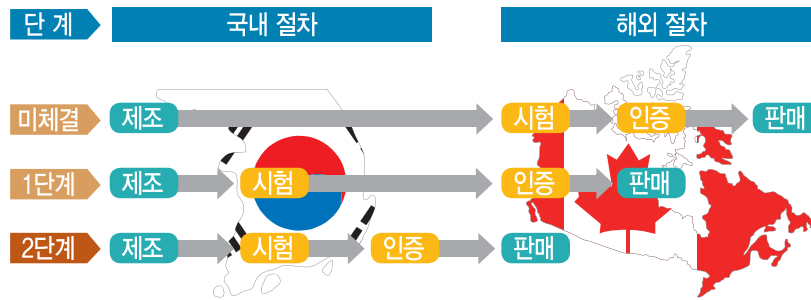 단 계 국내 절차 해외 절차
미체결 제조 시험 인증 판매
1단계 제조 시험 인증 판매
2단계 제조 시험 인증 판매